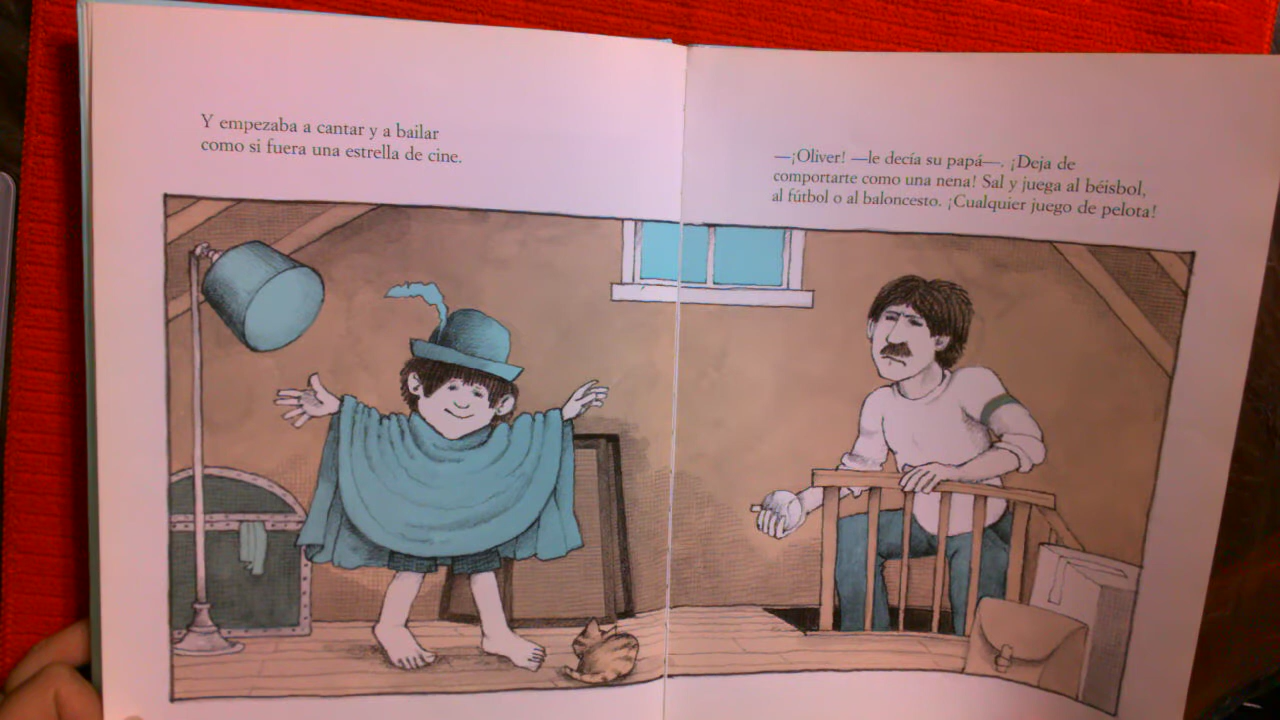 Y empezaba a cantar y a bailar
como si fuera una estrella de cine.
—¡Oliver! —le decía su papá—. ¡Deja de
comportarte como una nena! Sal y juega al béisbol,
al fútbol o al baloncesto. ¡Cualquier juego de pelota!